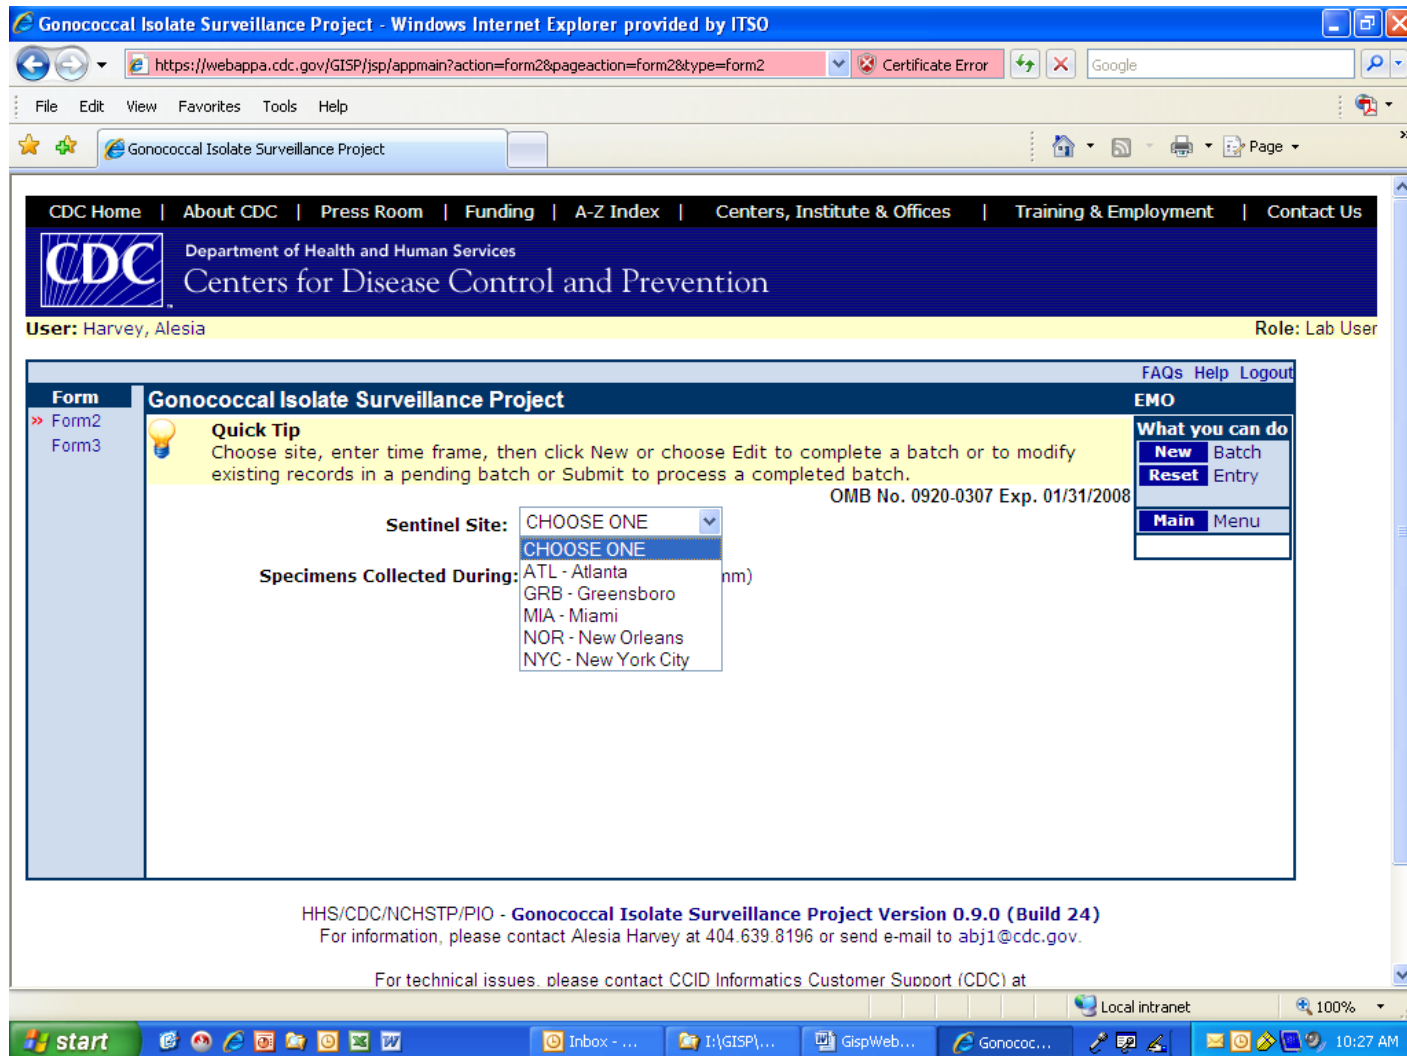 Gonococcal Isolate Surveillance Project - Windows Internet Explorer provided by ITSO
https://webappa.cdc.gov/GISP/jsp/appmain?action=form2&pageaction=form2&type=form2 Certificate Error Google
File Edit View Favorites Tools Help
Gonococcal Isolate Surveillance Project Page
CDC Home | About CDC | Press Room | Funding | A-Z Index | Centers, Institute & Offices | Training & Employment | Contact Us
CDC
Department of Health and Human Services
Centers for Disease Control and Prevention
User: Harvey, Alesia Role: Lab User
FAQs Help Logout
Form Gonococcal Isolate Surveillance Project EMO
» Form2
Form3
Quick Tip
Choose site, enter time frame, then click New or choose Edit to complete a batch or to modify
existing records in a pending batch or Submit to process a completed batch.
What you can do
New Batch
Reset Entry
Main Menu
OMB No. 0920-0307 Exp. 01/31/2008
Sentinel Site: CHOOSE ONE
CHOOSE ONE
Specimens Collected During: ATL - Atlanta
GRB - Greensboro
MIA - Miami
NOR - New Orleans
NYC - New York City
HHS/CDC/NCHSTP/PIO - Gonococcal Isolate Surveillance Project Version 0.9.0 (Build 24)
For information, please contact Alesia Harvey at 404.639.8196 or send e-mail to abj1@cdc.gov.
For technical issues, please contact CCID Informatics Customer Support (CDC) at
Local intranet 100%
start Inbox - ... I:\GISP\... GispWeb... Gonococ... 10:27 AM